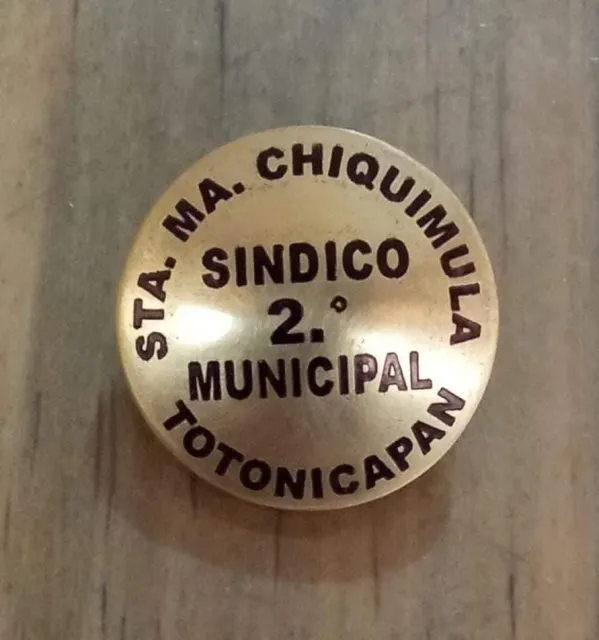 STA. MA. CHIQUIMULA
SINDICO
2.º
MUNICIPAL
TOTONICAPAN